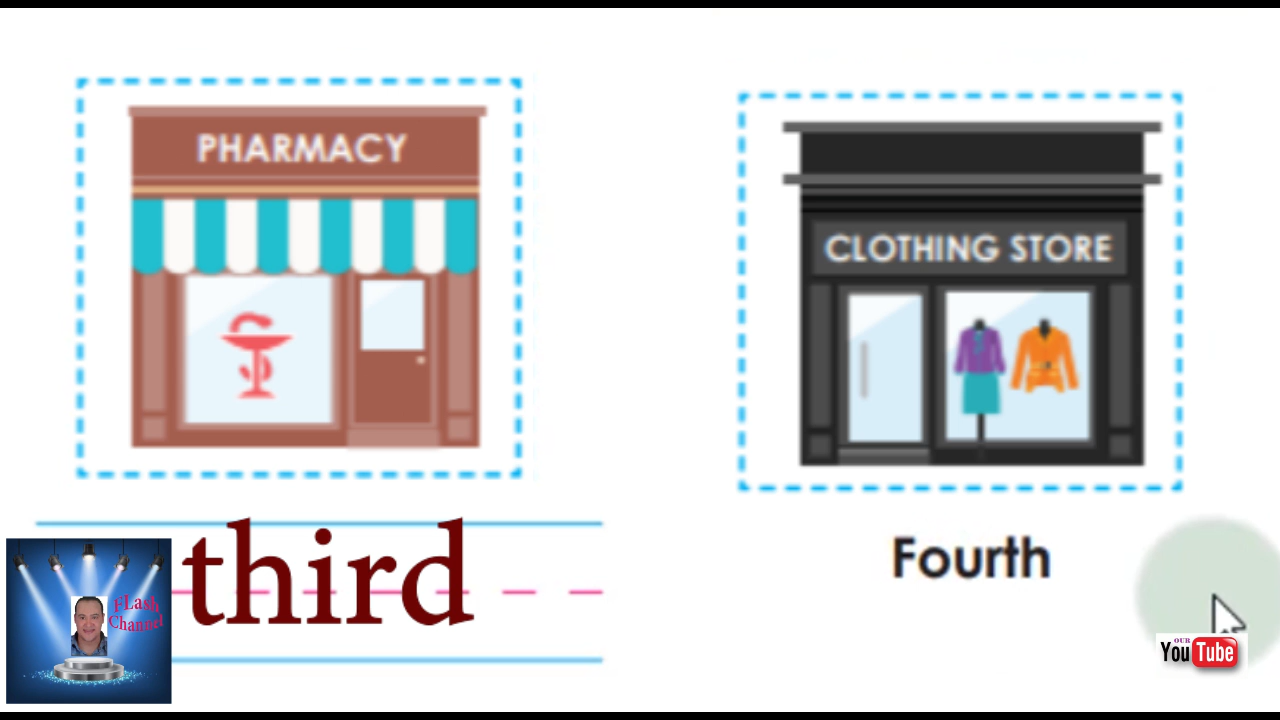 PHARMACY
CLOTHING STORE
third
Fourth
FLash
Channel
OUR
YouTube